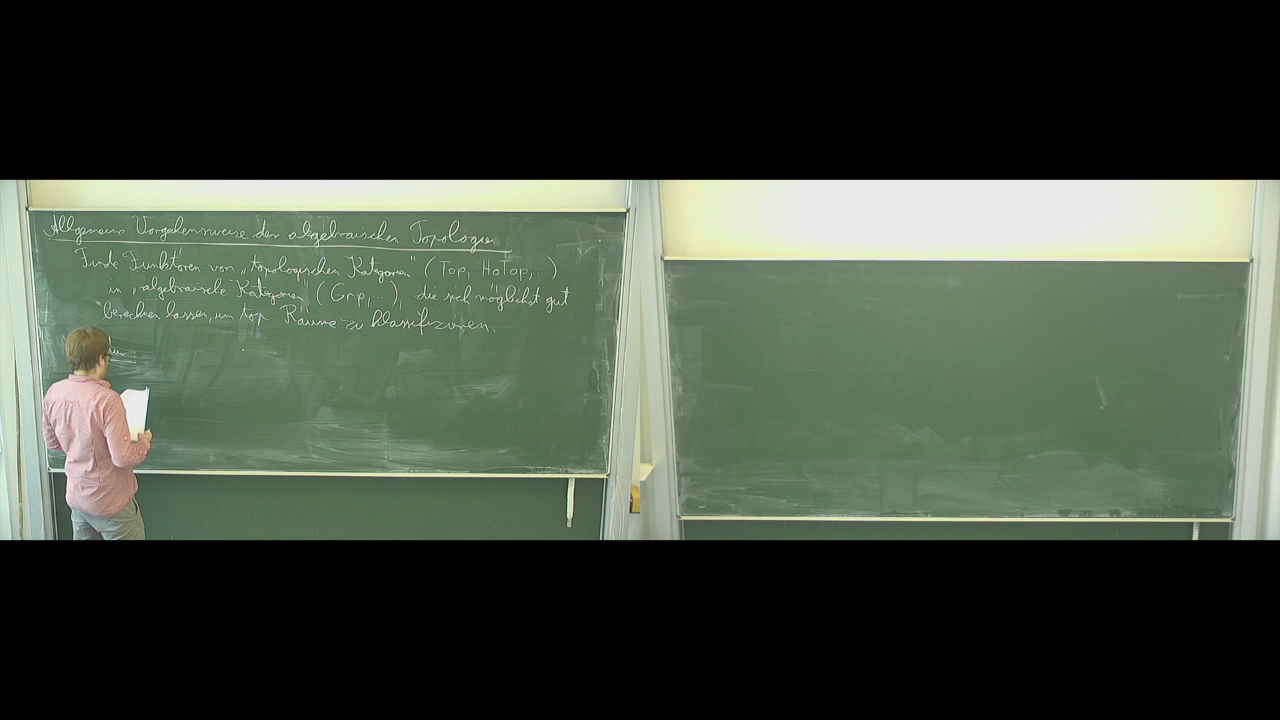 Allgemeine Vorgehensweise der algebraischen Topologie:
Finde Funktoren von „topologischen Kategorien" (Top, HoTop, ..)
in „algebraische Kategorien" (Grp, ..), die sich möglichst gut
berechnen lassen, um top. Räume zu klassifizieren.